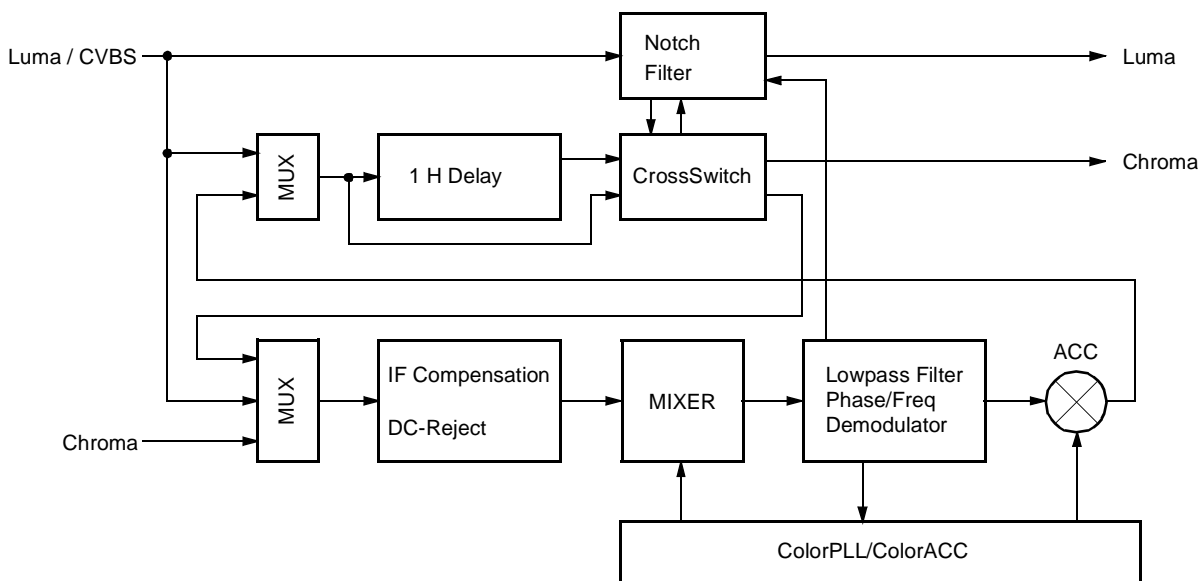 Luma / CVBS
Notch
Filter
Luma
MUX
1 H Delay
CrossSwitch
Chroma
ACC
MUX
IF Compensation
DC-Reject
MIXER
Lowpass Filter
Phase/Freq
Demodulator
Chroma
ColorPLL/ColorACC